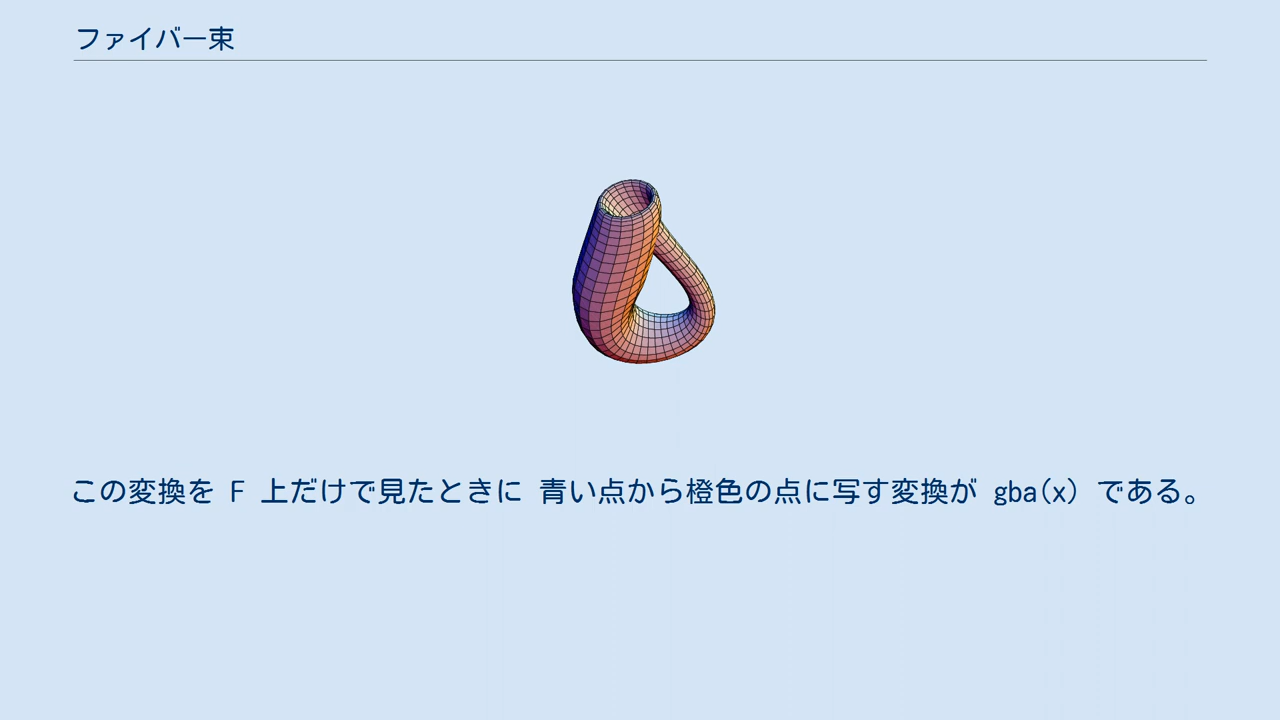 ファイバー束
この変換を F 上だけで見たときに 青い点から橙色の点に写す変換が gba(x) である。